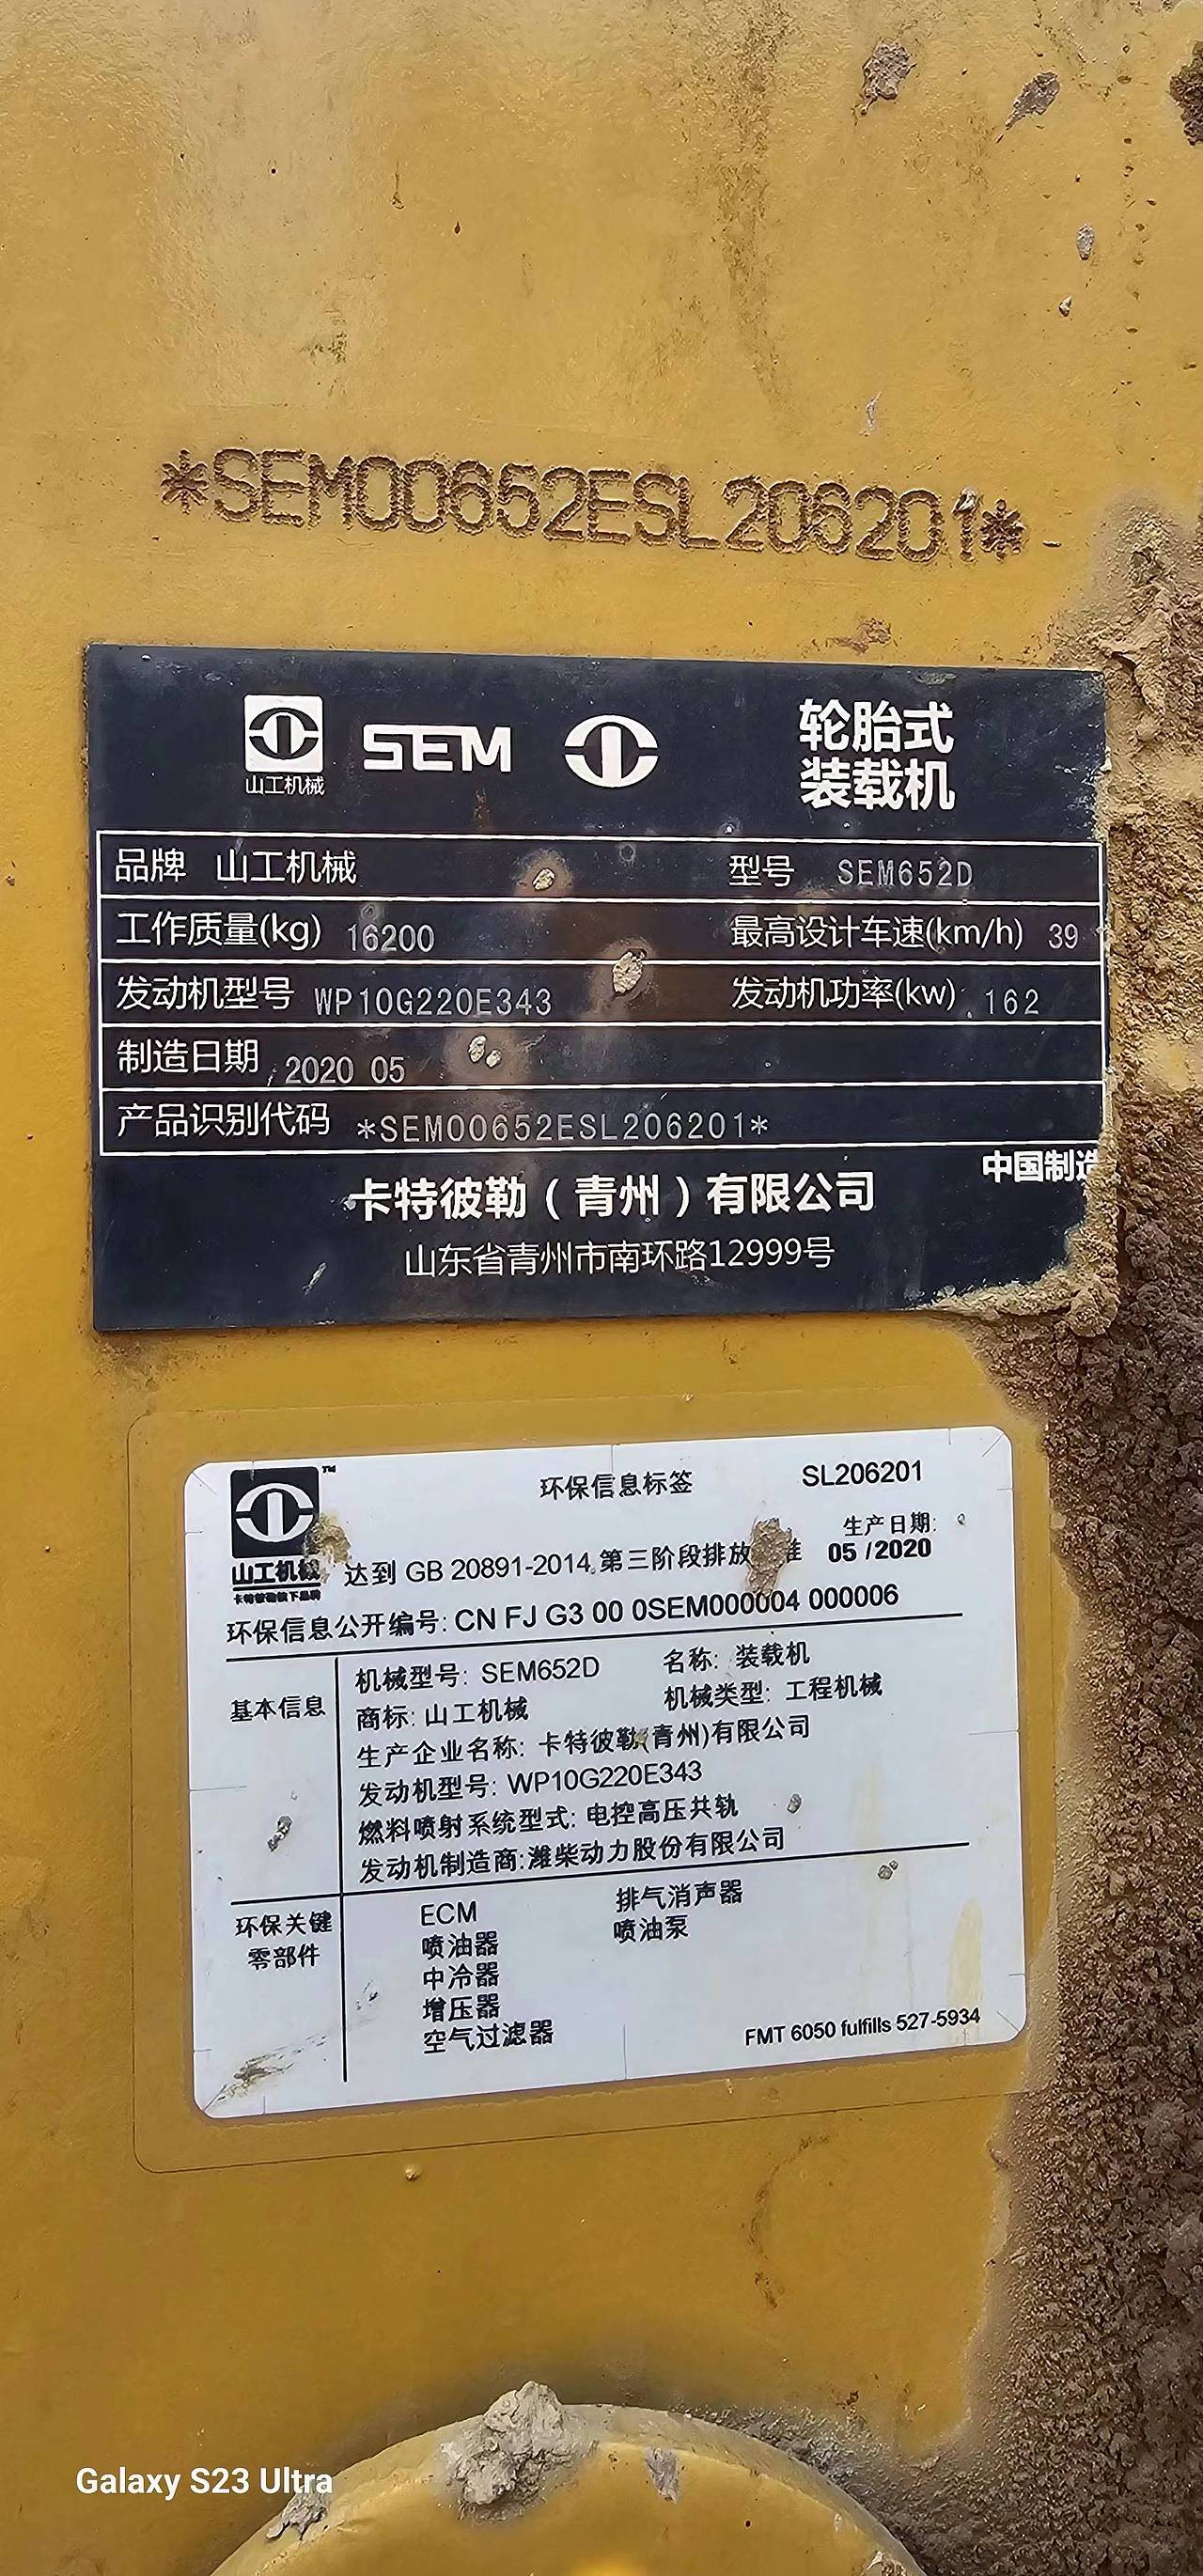 *SEM00652ESL206201*
山工机械 SEM 轮胎式
装载机
品牌 山工机械 型号 SEM652D
工作质量(kg) 16200 最高设计车速(km/h) 39
发动机型号 WP10G220E343 发动机功率(kw) 162
制造日期 2020 05
产品识别代码 *SEM00652ESL206201*
中国制造
卡特彼勒（青州）有限公司
山东省青州市南环路12999号
环保信息标签 SL206201
生产日期:
山工机械 TM
卡特彼勒旗下品牌
达到 GB 20891-2014 第三阶段排放 05 /2020
环保信息公开编号: CN FJ G3 00 0SEM000004 000006
基本信息
机械型号: SEM652D 名称: 装载机
商标: 山工机械 机械类型: 工程机械
生产企业名称: 卡特彼勒(青州)有限公司
发动机型号: WP10G220E343
燃料喷射系统型式: 电控高压共轨
发动机制造商:潍柴动力股份有限公司
环保关键
零部件
ECM 排气消声器
喷油器 喷油泵
中冷器
增压器
空气过滤器
FMT 6050 fulfills 527-5934
Galaxy S23 Ultra